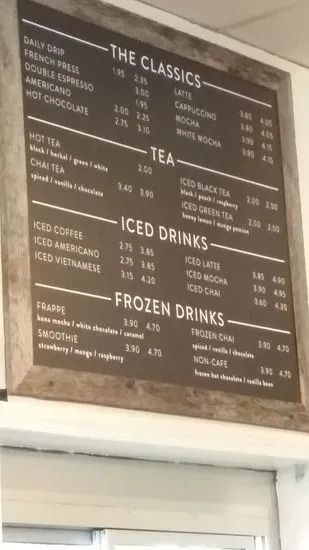 THE CLASSICS
DAILY DRIP 1.95 2.35
FRENCH PRESS 3.00
DOUBLE ESPRESSO 1.95
AMERICANO 2.00 2.25
HOT CHOCOLATE 2.75 3.10
LATTE 3.80 4.05
CAPPUCCINO 3.80 4.05
MOCHA 3.90 4.15
WHITE MOCHA 3.90 4.15
TEA
HOT TEA 2.00
black / herbal / green / white
CHAI TEA 3.40 3.90
spiced / vanilla / chocolate
ICED BLACK TEA 2.00 2.50
black / peach / raspberry
ICED GREEN TEA 2.00 2.50
honey lemon / mango passion
ICED DRINKS
ICED COFFEE 2.75 3.85
ICED AMERICANO 2.75 3.85
ICED VIETNAMESE 3.15 4.20
ICED LATTE 3.85 4.90
ICED MOCHA 3.90 4.95
ICED CHAI 3.60 4.30
FROZEN DRINKS
FRAPPE 3.90 4.70
kona mocha / white chocolate / caramel
SMOOTHIE 3.90 4.70
strawberry / mango / raspberry
FROZEN CHAI 3.90 4.70
spiced / vanilla / chocolate
NON-CAFE 3.90 4.70
frozen hot chocolate / vanilla bean